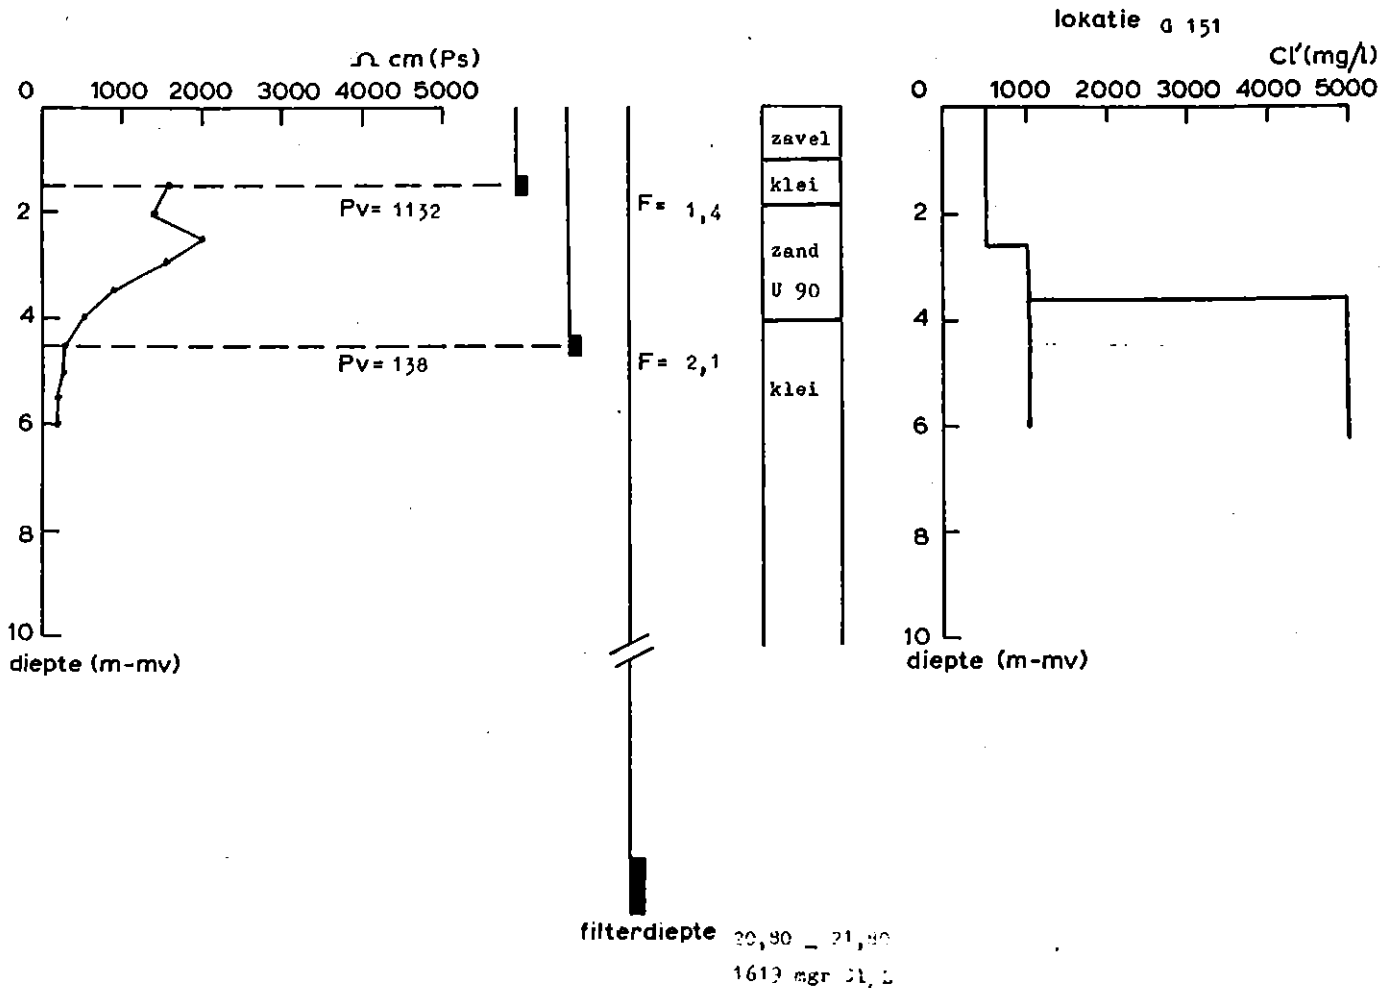 lokatie G 151
Ω cm (Ps)
0 1000 2000 3000 4000 5000
Cl'(mg/l)
0 1000 2000 3000 4000 5000
zavel
klei
Pv= 1132
F= 1,4
zand
U 90
Pv= 138
F= 2,1
klei
2
4
6
8
10
diepte (m-mv)
2
4
6
8
10
diepte (m-mv)
filterdiepte
mgr